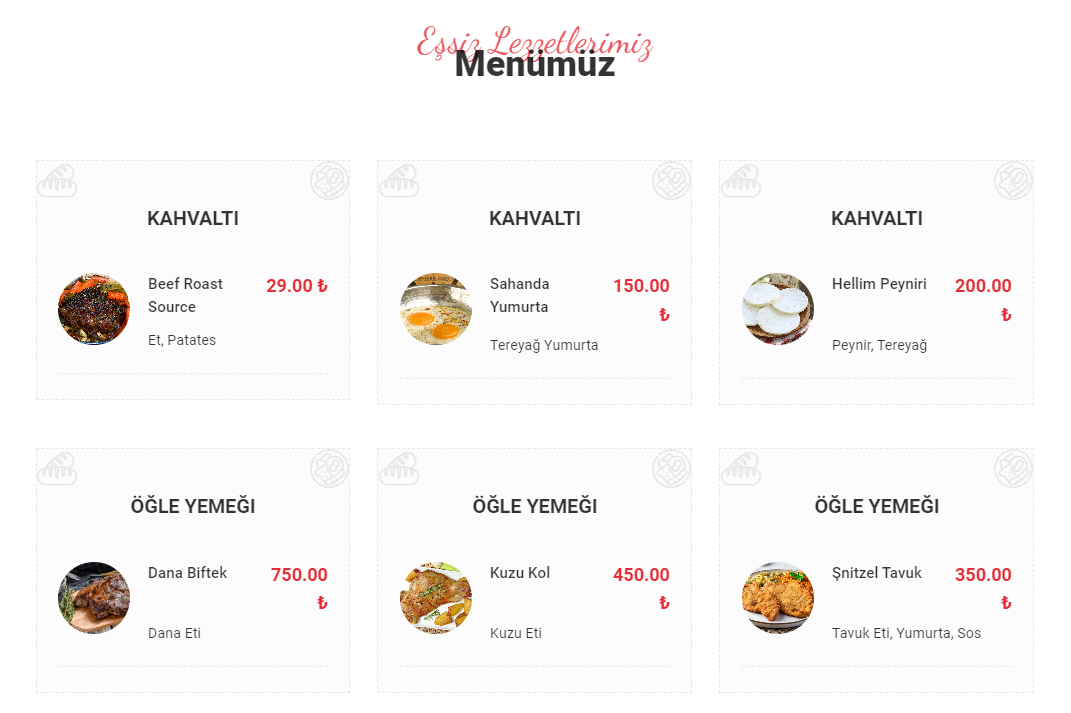 Eşsiz Lezzetlerimiz
Menümüz
KAHVALTI
Beef Roast 29.00 ₺
Source
Et, Patates
KAHVALTI
Sahanda 150.00
Yumurta ₺
Tereyağ Yumurta
KAHVALTI
Hellim Peyniri 200.00
₺
Peynir, Tereyağ
ÖĞLE YEMEĞI
Dana Biftek 750.00
₺
Dana Eti
ÖĞLE YEMEĞI
Kuzu Kol 450.00
₺
Kuzu Eti
ÖĞLE YEMEĞI
Şnitzel Tavuk 350.00
₺
Tavuk Eti, Yumurta, Sos